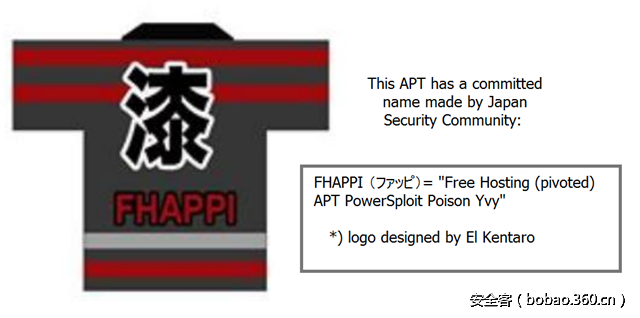 漆
FHAPPI
This APT has a committed
name made by Japan
Security Community:
FHAPPI (ファッピ)= "Free Hosting (pivoted)
APT PowerSploit Poison Yvy"
*) logo designed by El Kentaro
安全客（bobao.360.cn）